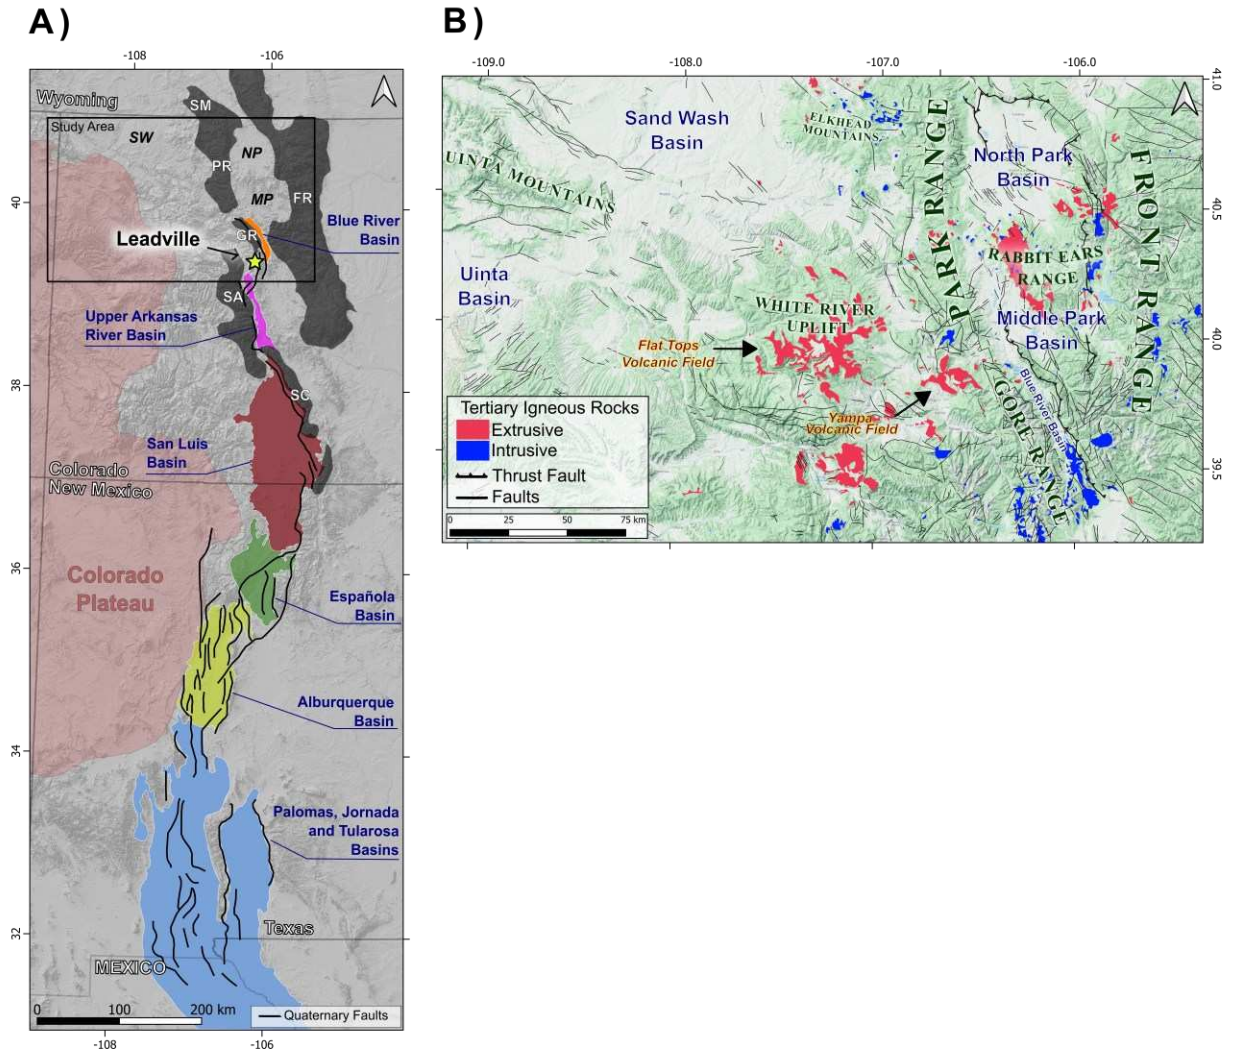 A)
-108
-106
Wyoming
SM
Study Area
SW
NP
PR
MP
FR
40
Blue River
Basin
GR
Leadville
SA
Upper Arkansas
River Basin
38
SC
San Luis
Basin
Colorado
New Mexico
36
Colorado
Plateau
Española
Basin
Alburquerque
Basin
34
Palomas, Jornada
and Tularosa
Basins
32
Texas
MEXICO
0
100
200 km
Quaternary Faults
-108
-106
B)
-109.0
-108.0
-107.0
-106.0
41.0
Sand Wash
Basin
ELKHEAD
MOUNTAINS
PARK RANGE
North Park
Basin
FRONT RANGE
UINTA MOUNTAINS
40.5
RABBIT EARS
RANGE
Uinta
Basin
WHITE RIVER
UPLIFT
Middle Park
Basin
40.0
Flat Tops
Volcanic Field
Blue River Basin
GORE RANGE
Yampa
Volcanic Field
39.5
Tertiary Igneous Rocks
Extrusive
Intrusive
Thrust Fault
Faults
0
25
50
75 km